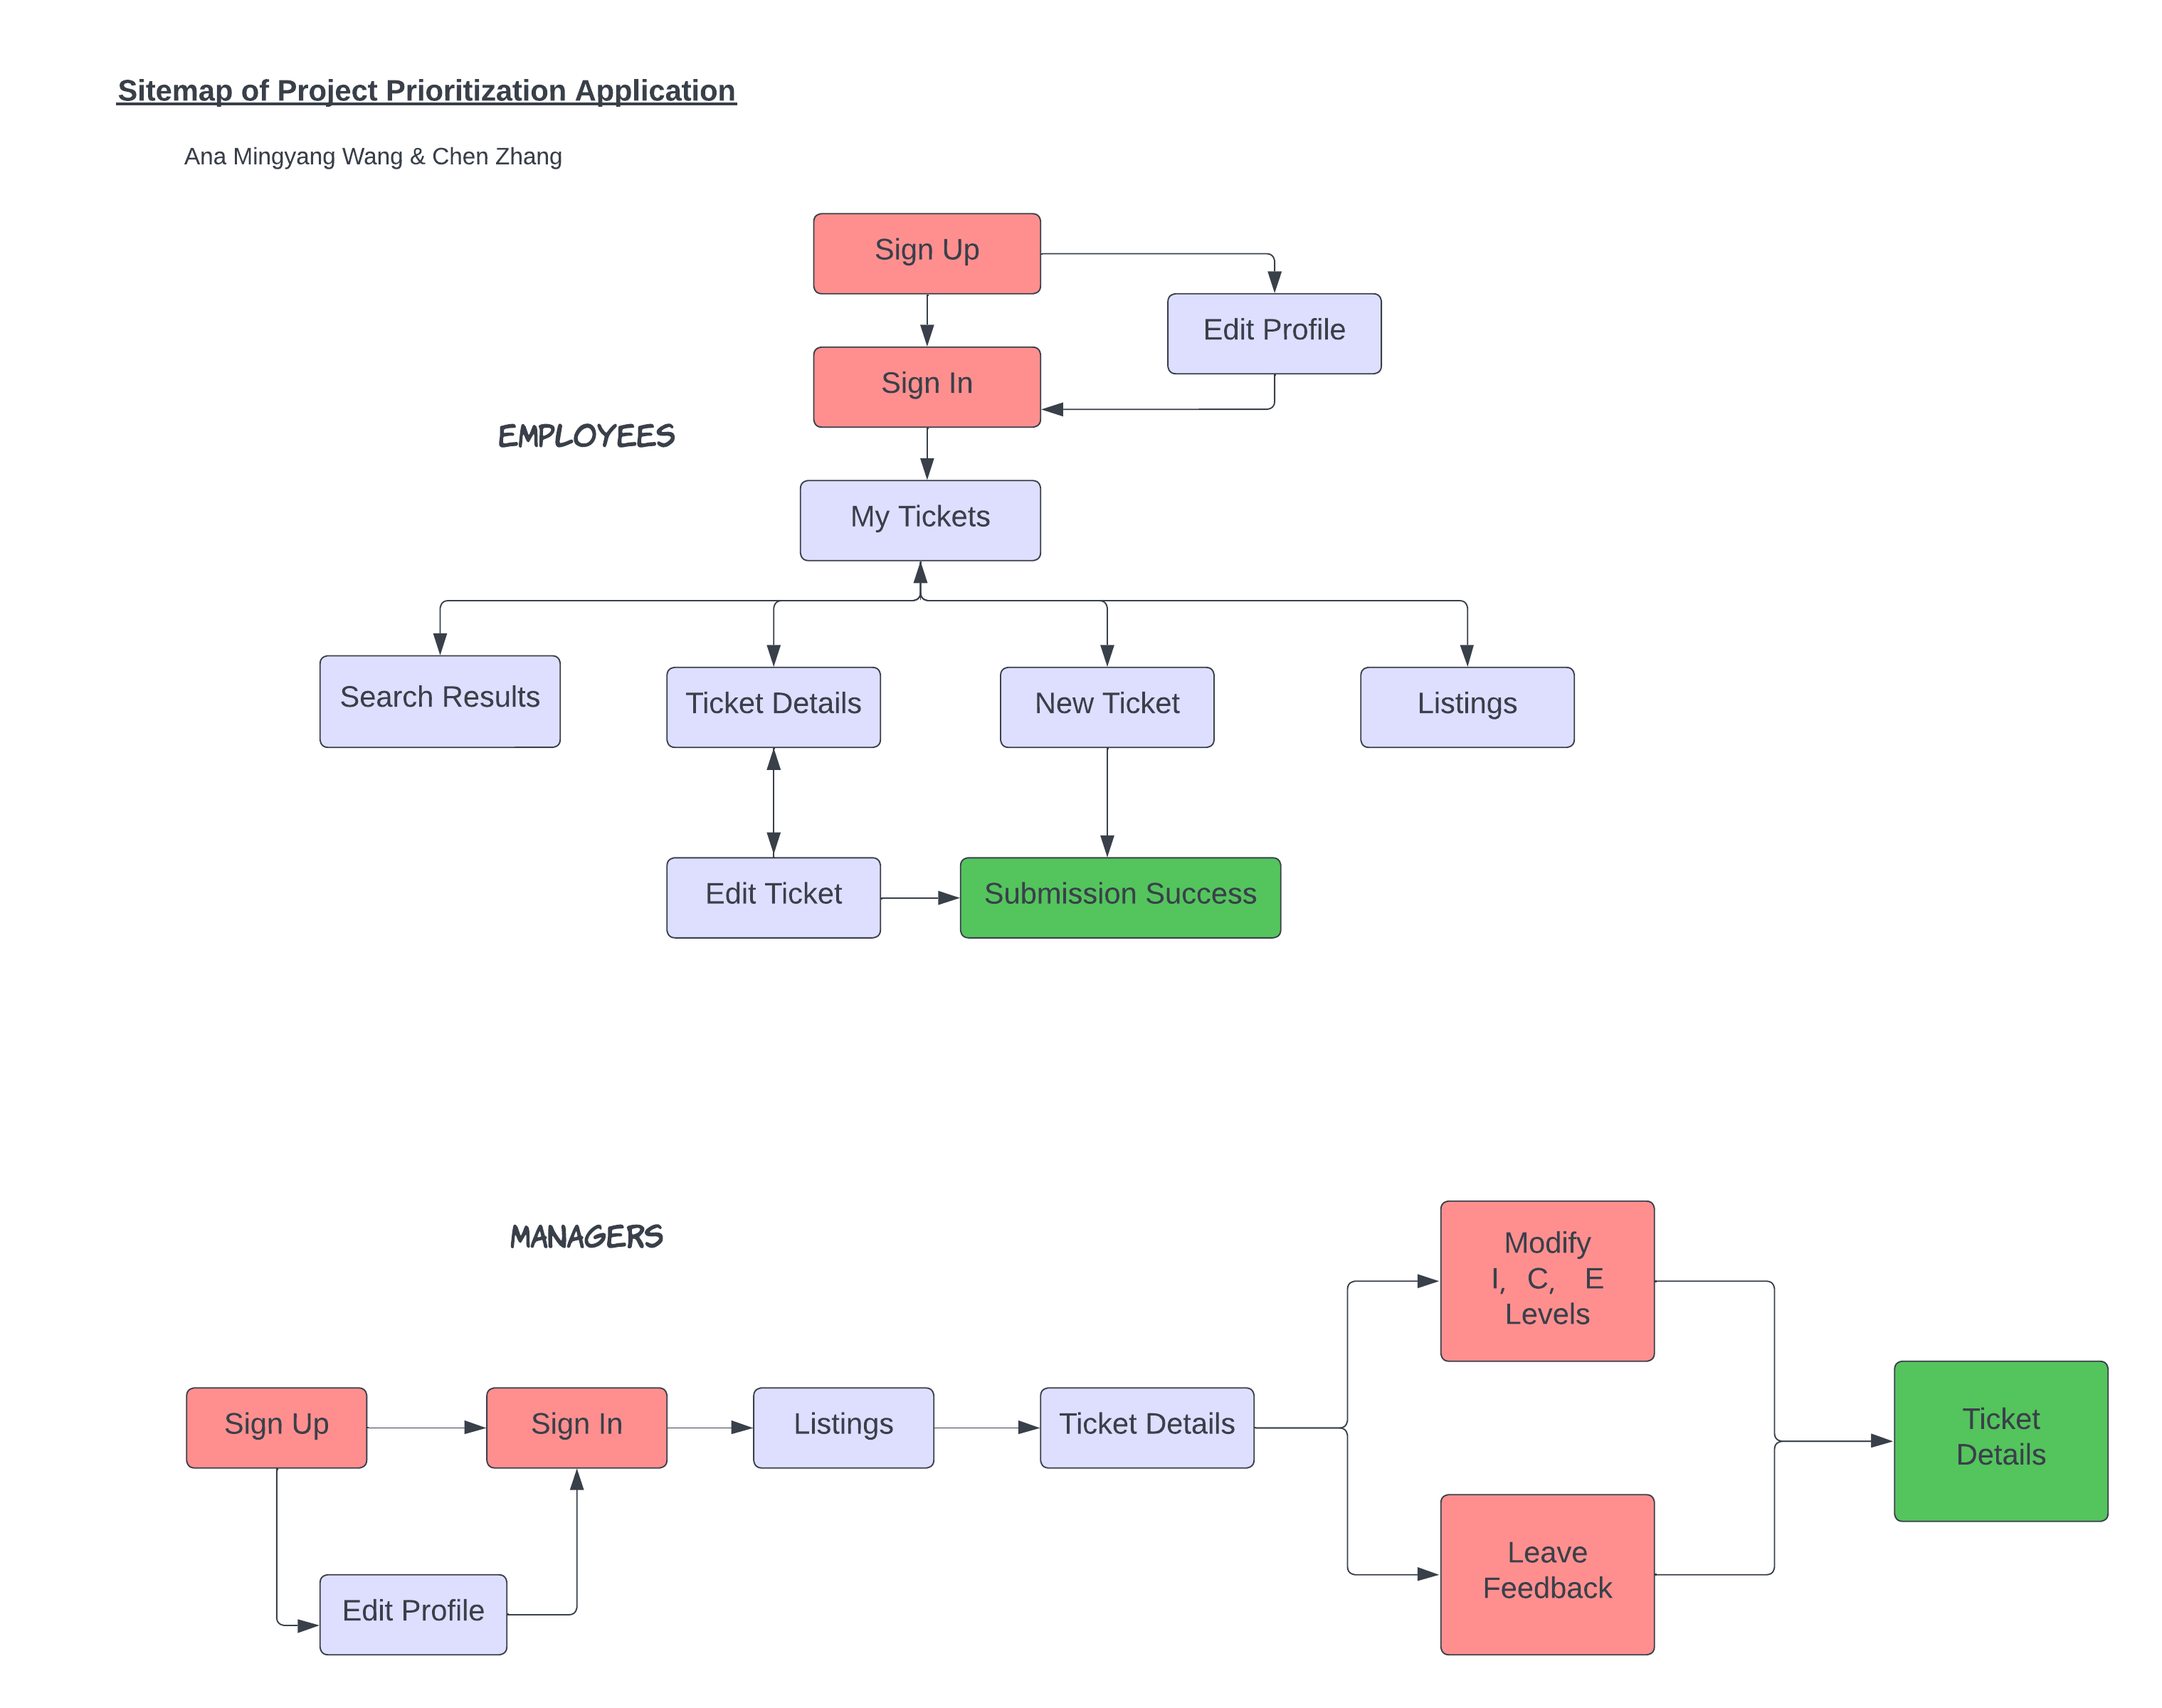 Sitemap of Project Prioritization Application
Ana Mingyang Wang & Chen Zhang
Sign Up
Edit Profile
Sign In
EMPLOYEES
My Tickets
Search Results
Ticket Details
New Ticket
Listings
Edit Ticket
Submission Success
MANAGERS
Modify
I, C, E
Levels
Sign Up
Sign In
Listings
Ticket Details
Ticket
Details
Leave
Feedback
Edit Profile